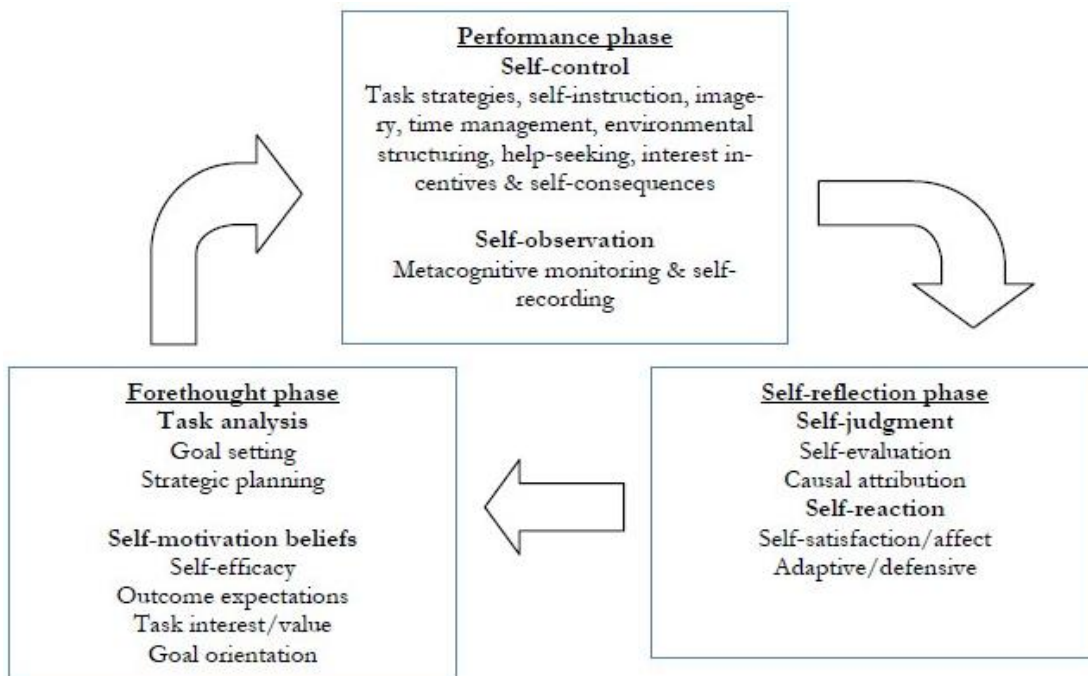 Performance phase
Self-control
Task strategies, self-instruction, image-
ry, time management, environmental
structuring, help-seeking, interest in-
centives & self-consequences
Self-observation
Metacognitive monitoring & self-
recording
Forethought phase
Task analysis
Goal setting
Strategic planning
Self-motivation beliefs
Self-efficacy
Outcome expectations
Task interest/value
Goal orientation
Self-reflection phase
Self-judgment
Self-evaluation
Causal attribution
Self-reaction
Self-satisfaction/affect
Adaptive/defensive